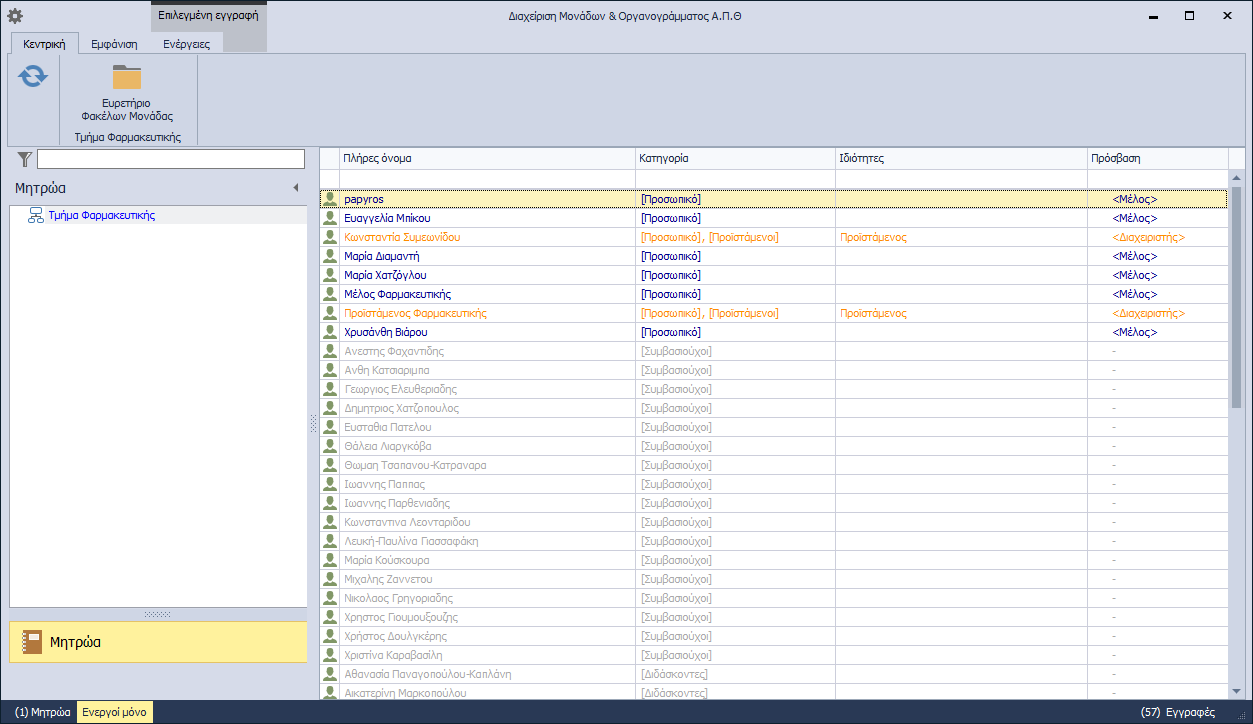 Επιλεγμένη εγγραφή
Διαχείριση Μονάδων & Οργανογράμματος Α.Π.Θ
Κεντρική Εμφάνιση Ενέργειες
Ευρετήριο
Φακέλων Μονάδας
Τμήμα Φαρμακευτικής
Μητρώα
Τμήμα Φαρμακευτικής
Μητρώα
Πλήρες όνομα Κατηγορία Ιδιότητες Πρόσβαση
papyros [Προσωπικό] <Μέλος>
Ευαγγελία Μπίκου [Προσωπικό] <Μέλος>
Κωνσταντία Συμεωνίδου [Προσωπικό], [Προϊστάμενοι] Προϊστάμενος <Διαχειριστής>
Μαρία Διαμαντή [Προσωπικό] <Μέλος>
Μαρία Χατζόγλου [Προσωπικό] <Μέλος>
Μέλος Φαρμακευτικής [Προσωπικό] <Μέλος>
Προϊστάμενος Φαρμακευτικής [Προσωπικό], [Προϊστάμενοι] Προϊστάμενος <Διαχειριστής>
Χρυσάνθη Βιάρου [Προσωπικό] <Μέλος>
Ανεστης Φαχαντιδης [Συμβασιούχοι] -
Ανθη Κατσιαριμπα [Συμβασιούχοι] -
Γεωργιος Ελευθεριαδης [Συμβασιούχοι] -
Δημητριος Χατζοπουλος [Συμβασιούχοι] -
Ευσταθια Πατελου [Συμβασιούχοι] -
Θάλεια Λιαργκόβα [Συμβασιούχοι] -
Θωμαη Τσαπανου-Κατραναρα [Συμβασιούχοι] -
Ιωαννης Παππας [Συμβασιούχοι] -
Ιωαννης Παρθενιαδης [Συμβασιούχοι] -
Κωνσταντινα Λεονταριδου [Συμβασιούχοι] -
Λευκή-Παυλίνα Γιασσαφάκη [Συμβασιούχοι] -
Μαρία Κούσκουρα [Συμβασιούχοι] -
Μιχαλης Ζαννετου [Συμβασιούχοι] -
Νικολαος Γρηγοριαδης [Συμβασιούχοι] -
Χρηστος Γιουμουξουζης [Συμβασιούχοι] -
Χρήστος Δουλγκέρης [Συμβασιούχοι] -
Χριστίνα Καραβασίλη [Συμβασιούχοι] -
Αθανασία Παναγοπούλου-Καπλάνη [Διδάσκοντες] -
Αικατερίνη Μαρκοπούλου [Διδάσκοντες] -
(1) Μητρώα Ενεργοί μόνο (57) Εγγραφές